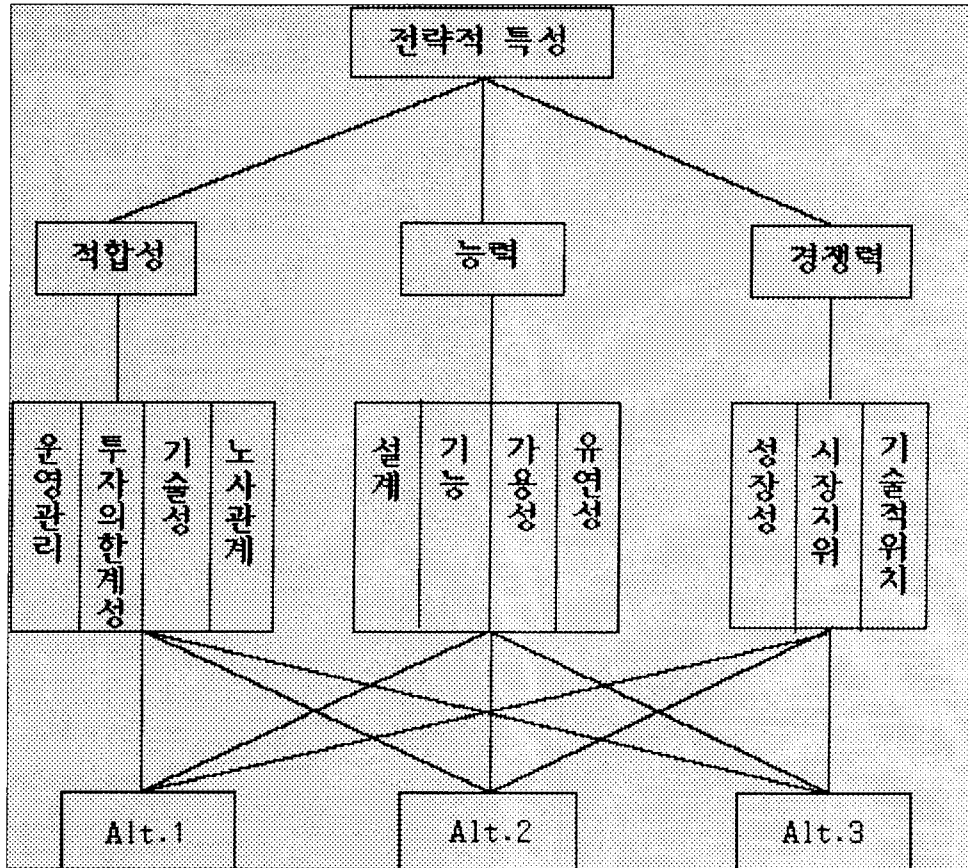 전략적 특성
적합성
능력
경쟁력
운영관리
투자의한계성
기술성
노사관계
설계
기능
가용성
유연성
성장성
시장지위
기술적위치
Alt.1
Alt.2
Alt.3